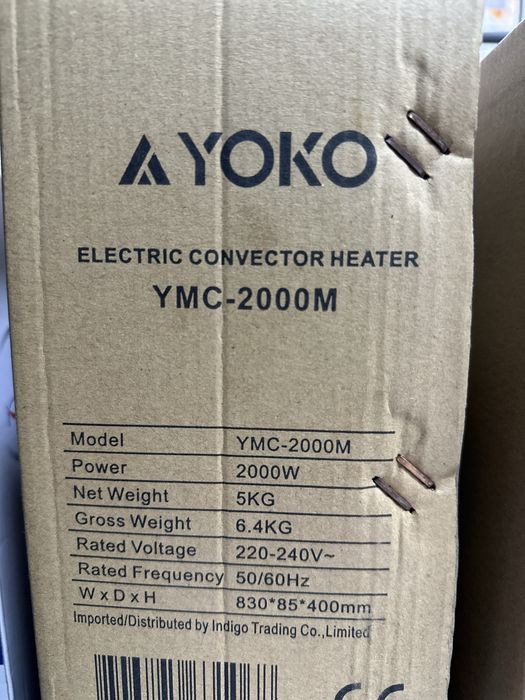 YOKO
ELECTRIC CONVECTOR HEATER
YMC-2000M
Model YMC-2000M
Power 2000W
Net Weight 5KG
Gross Weight 6.4KG
Rated Voltage 220-240V~
Rated Frequency 50/60Hz
W x D x H 830*85*400mm
Imported/Distributed by Indigo Trading Co.,Limited
CE